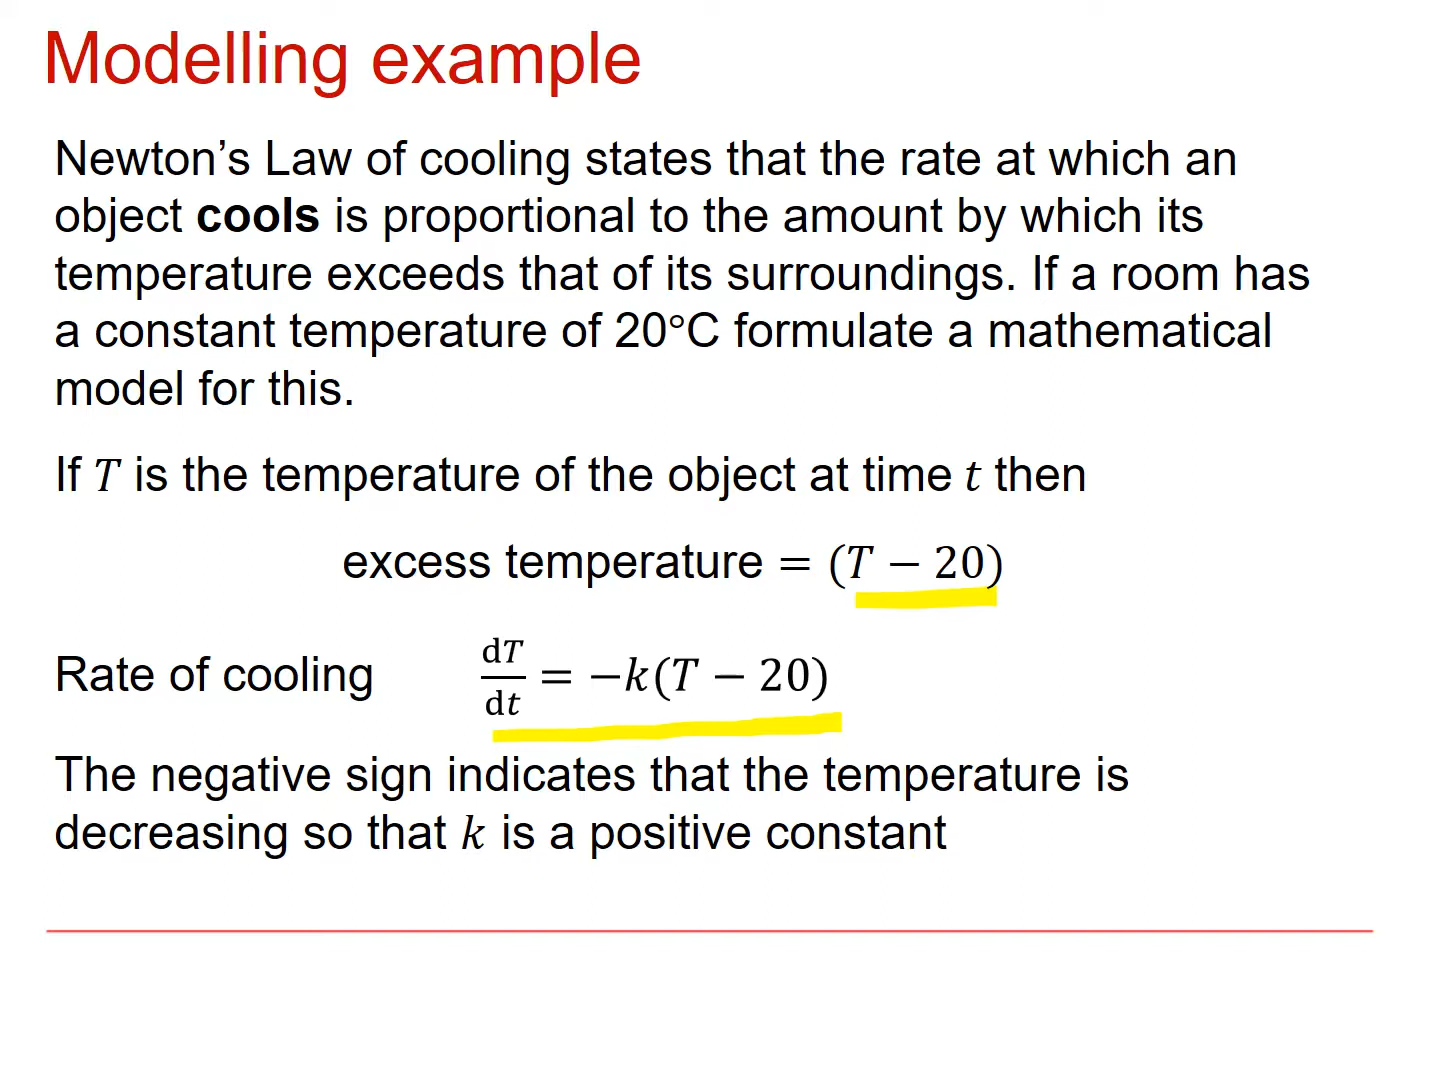 Modelling example
Newton’s Law of cooling states that the rate at which an
object cools is proportional to the amount by which its
temperature exceeds that of its surroundings. If a room has
a constant temperature of 20°C formulate a mathematical
model for this.
If T is the temperature of the object at time t then
excess temperature = (T − 20)
Rate of cooling dT/dt = −k(T − 20)
The negative sign indicates that the temperature is
decreasing so that k is a positive constant